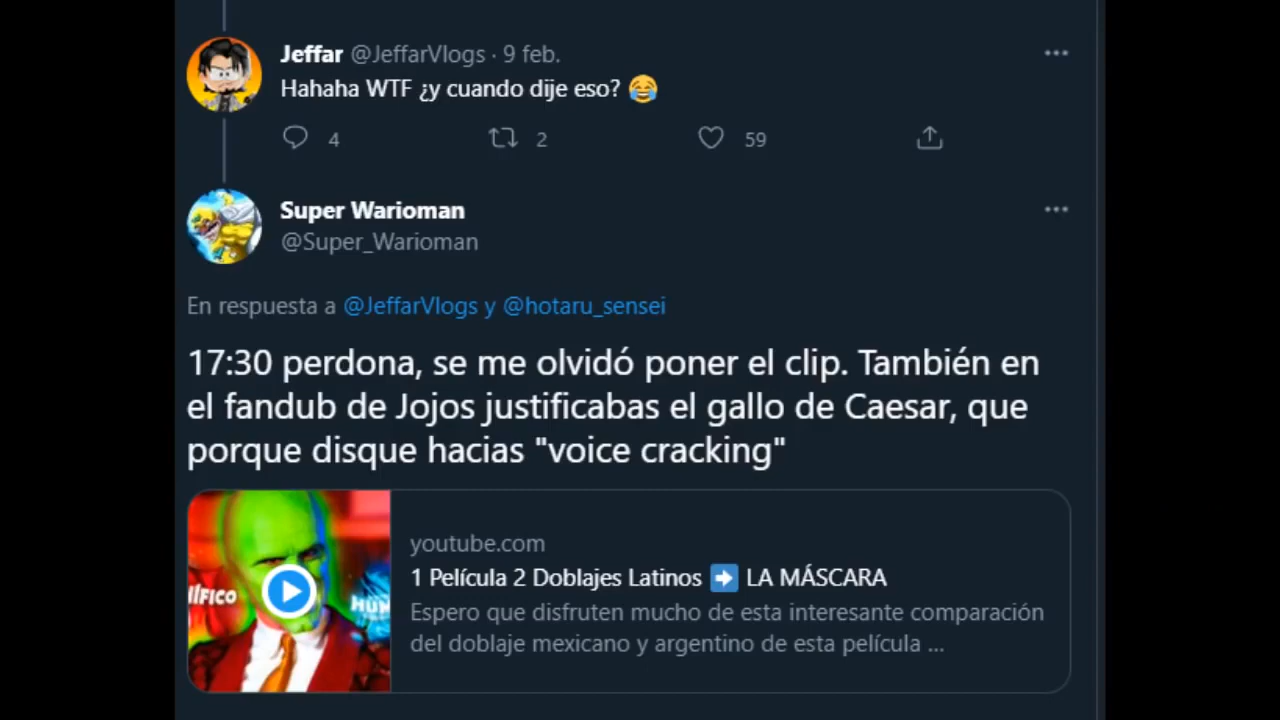 Jeffar @JeffarVlogs · 9 feb.
Hahaha WTF ¿y cuando dije eso? 😂
4 2 59
Super Warioman
@Super_Warioman
En respuesta a @JeffarVlogs y @hotaru_sensei
17:30 perdona, se me olvidó poner el clip. También en
el fandub de Jojos justificabas el gallo de Caesar, que
porque disque hacias "voice cracking"
youtube.com
1 Película 2 Doblajes Latinos ➡️ LA MÁSCARA
Espero que disfruten mucho de esta interesante comparación
del doblaje mexicano y argentino de esta película ...